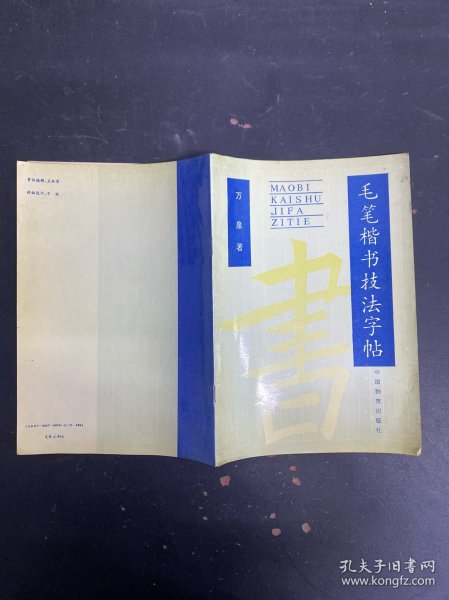 毛笔楷书技法字帖
MAOBI
KAISHU
JIFA
ZITIE
万泉著
書
中国物资出版社
孔夫子旧书网
www.kongfz.com